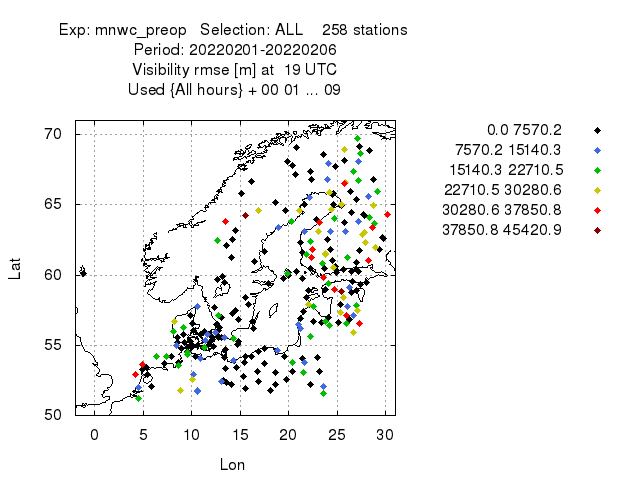 Exp: mnwc_preop   Selection: ALL    258 stations
Period: 20220201-20220206
Visibility rmse [m] at  19 UTC
Used {All hours} + 00 01 ... 09
70
65
60
55
50
0 5 10 15 20 25 30
Lat
Lon
0.0 7570.2
7570.2 15140.3
15140.3 22710.5
22710.5 30280.6
30280.6 37850.8
37850.8 45420.9